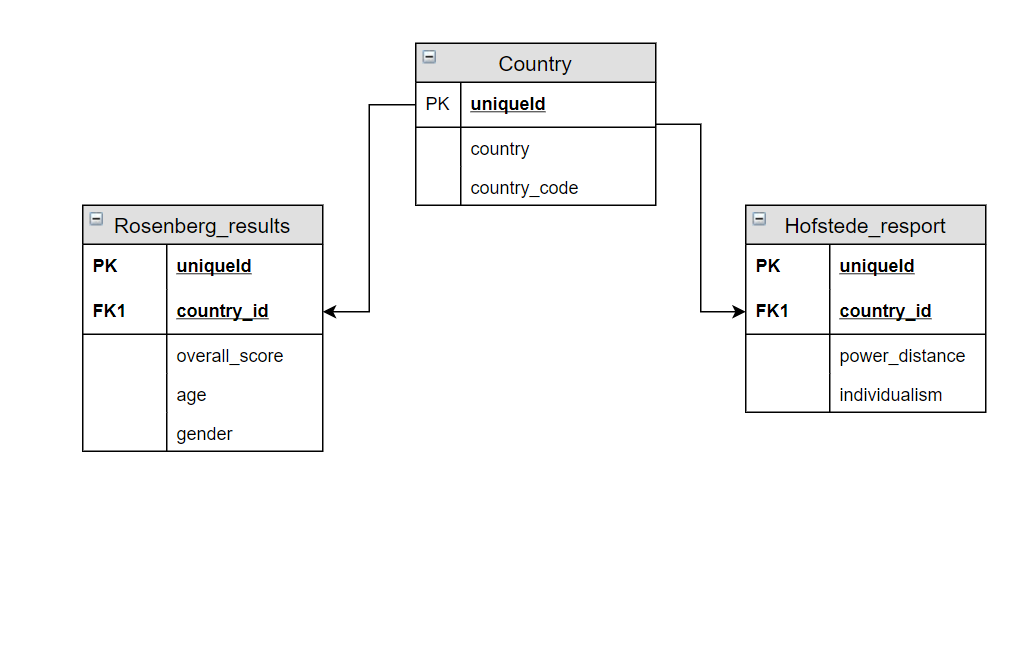 Country
PK uniqueId
country
country_code
Rosenberg_results
PK uniqueId
FK1 country_id
overall_score
age
gender
Hofstede_resport
PK uniqueId
FK1 country_id
power_distance
individualism